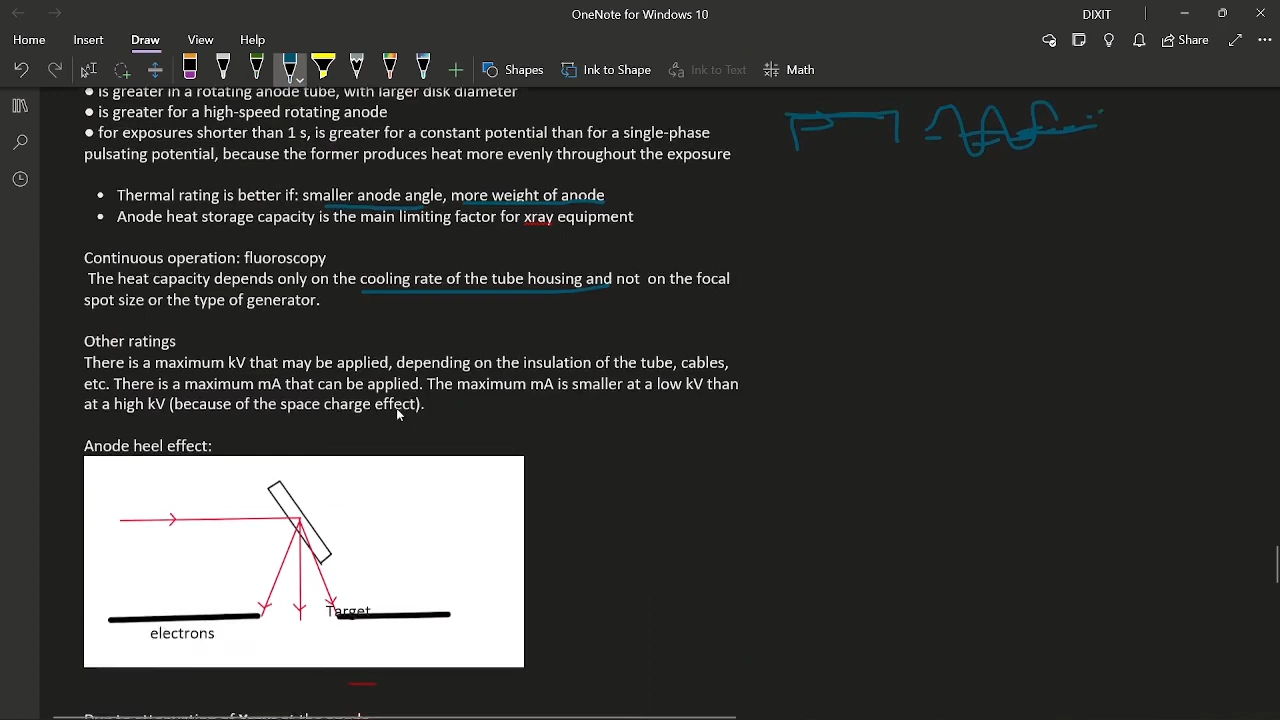 OneNote for Windows 10
DIXIT
Home Insert Draw View Help
Share
Shapes Ink to Shape Ink to Text Math
● is greater in a rotating anode tube, with larger disk diameter
● is greater for a high-speed rotating anode
● for exposures shorter than 1 s, is greater for a constant potential than for a single-phase
pulsating potential, because the former produces heat more evenly throughout the exposure
• Thermal rating is better if: smaller anode angle, more weight of anode
• Anode heat storage capacity is the main limiting factor for xray equipment
Continuous operation: fluoroscopy
The heat capacity depends only on the cooling rate of the tube housing and not on the focal
spot size or the type of generator.
Other ratings
There is a maximum kV that may be applied, depending on the insulation of the tube, cables,
etc. There is a maximum mA that can be applied. The maximum mA is smaller at a low kV than
at a high kV (because of the space charge effect).
Anode heel effect:
Target
electrons